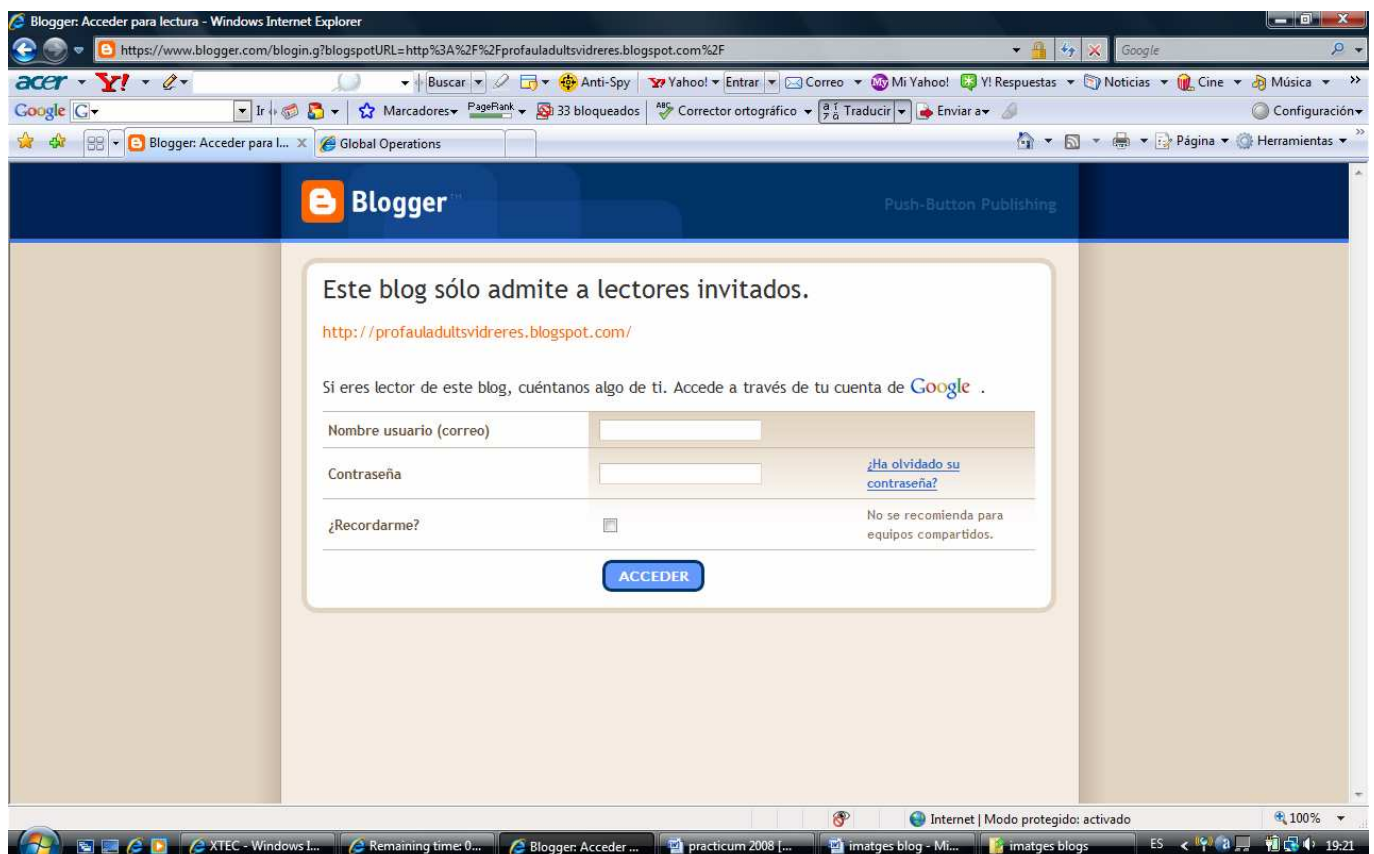 Blogger: Acceder para lectura - Windows Internet Explorer
https://www.blogger.com/blogin.g?blogspotURL=http%3A%2F%2Fprofauladultsvidreres.blogspot.com%2F
Google
acer Y! Buscar Anti-Spy Yahoo! Entrar Correo My Mi Yahoo! Y! Respuestas Noticias Cine Música »
Google G Ir Marcadores PageRank 33 bloqueados ABC Corrector ortográfico Traducir Enviar a Configuración
Blogger: Acceder para l... X Global Operations Página Herramientas »
Blogger™
Push-Button Publishing
Este blog sólo admite a lectores invitados.
http://profauladultsvidreres.blogspot.com/
Si eres lector de este blog, cuéntanos algo de ti. Accede a través de tu cuenta de Google .
Nombre usuario (correo)
Contraseña
¿Ha olvidado su
contraseña?
¿Recordarme?
No se recomienda para
equipos compartidos.
ACCEDER
Internet | Modo protegido: activado 100%
XTEC - Windows I... Remaining time: 0... Blogger: Acceder ... practicum 2008 [... imatges blog - Mi... imatges blogs ES < 19:21